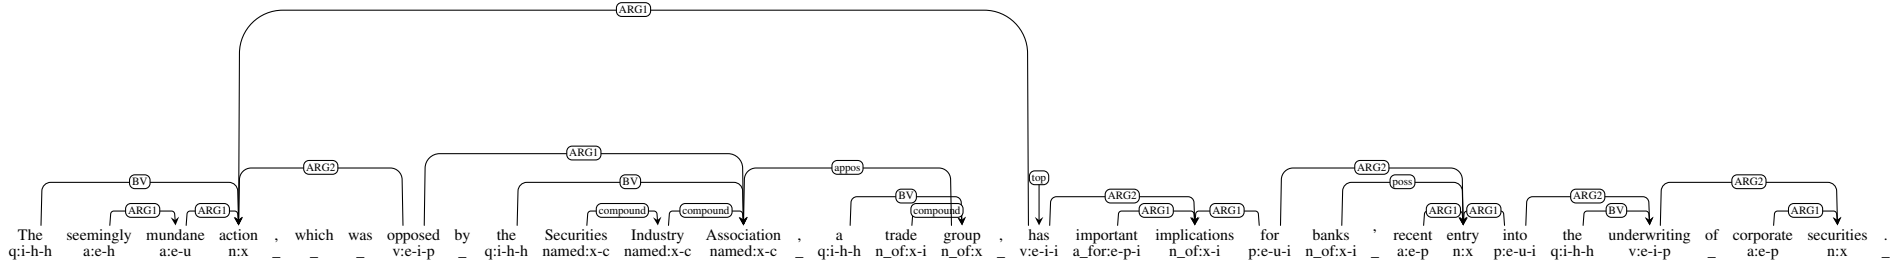 ARG1
ARG1 ARG2 appos ARG2
BV BV top poss ARG2 ARG2
ARG1 ARG1 compound compound BV compound ARG2 ARG1 ARG1 ARG1 ARG1 BV ARG1
The seemingly mundane action , which was opposed by the Securities Industry Association , a trade group , has important implications for banks ' recent entry into the underwriting of corporate securities .
q:i-h-h a:e-h a:e-u n:x _ _ _ v:e-i-p _ q:i-h-h named:x-c named:x-c named:x-c _ q:i-h-h n_of:x-i n_of:x _ v:e-i-i a_for:e-p-i n_of:x-i p:e-u-i n_of:x-i _ a:e-p n:x p:e-u-i q:i-h-h v:e-i-p _ a:e-p n:x _